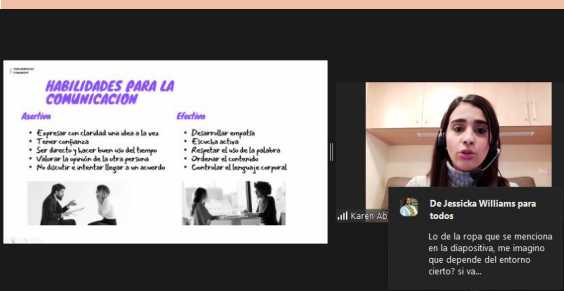 HABILIDADES PARA LA
COMUNICACIÓN
Asertiva
• Expresar con claridad una idea a la vez
• Tener confianza
• Ser directo y hacer buen uso del tiempo
• Valorar la opinión de la otra persona
• No discutir e intentar llegar a un acuerdo
Efectiva
• Desarrollar empatía
• Escucha activa
• Respetar el uso de la palabra
• Ordenar el contenido
• Controlar el lenguaje corporal
Karen Ab
De Jessicka Williams para
todos
Lo de la ropa que se menciona
en la diapositiva, me imagino
que depende del entorno
cierto? si va...